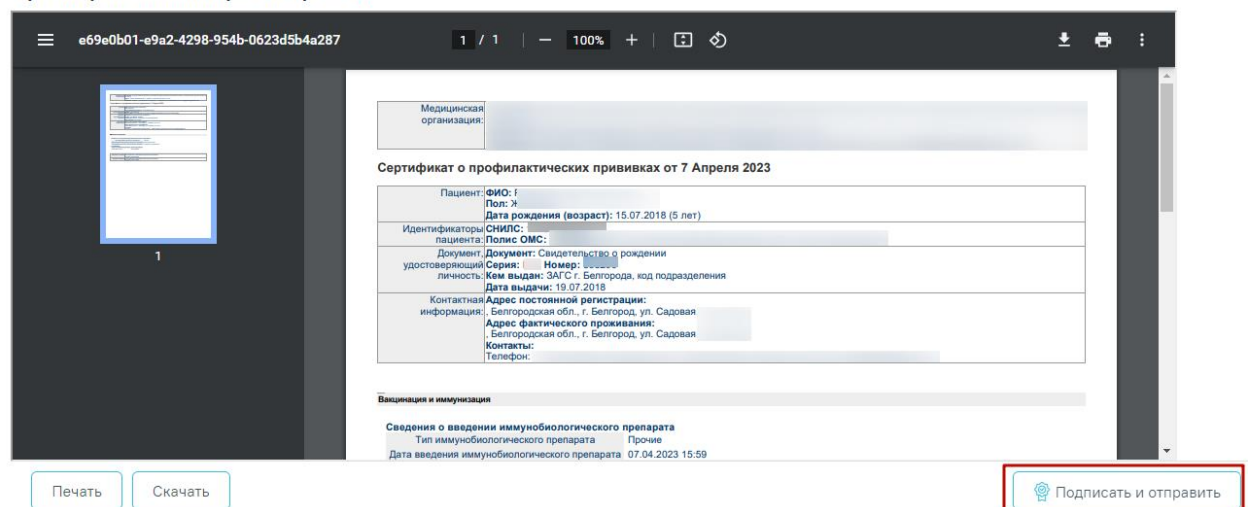 e69e0b01-e9a2-4298-954b-0623d5b4a287
1 / 1 | — 100% + |
1
Медицинская
организация:
Сертификат о профилактических прививках от 7 Апреля 2023
Пациент: ФИО:
Пол: Ж
Дата рождения (возраст): 15.07.2018 (5 лет)
Идентификаторы СНИЛС:
пациента: Полис ОМС:
Документ, Документ: Свидетельство о рождении
удостоверяющий Серия: Номер:
личность: Кем выдан: ЗАГС г. Белгорода, код подразделения
Дата выдачи: 19.07.2018
Контактная Адрес постоянной регистрации:
информация: , Белгородская обл., г. Белгород, ул. Садовая
Адрес фактического проживания:
, Белгородская обл., г. Белгород, ул. Садовая
Контакты:
Телефон:
Вакцинация и иммунизация
Сведения о введении иммунобиологического препарата
Тип иммунобиологического препарата Прочие
Дата введения иммунобиологического препарата 07.04.2023 15:59
Печать Скачать Подписать и отправить